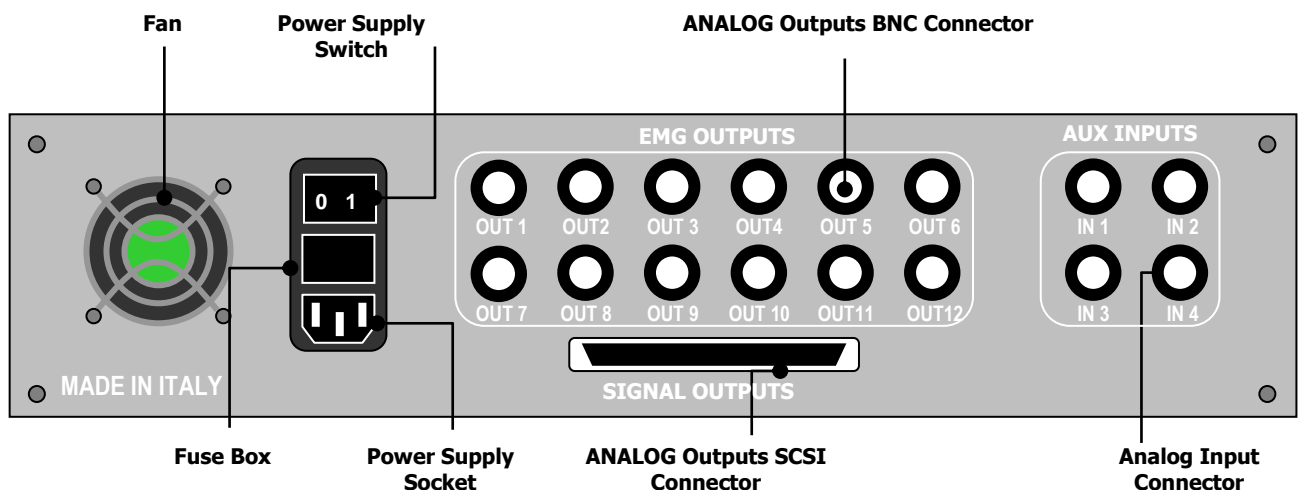 Fan
Power Supply
Switch
ANALOG Outputs BNC Connector
EMG OUTPUTS
AUX INPUTS
0 1
OUT 1 OUT2 OUT 3 OUT4 OUT 5 OUT 6
IN 1 IN 2
OUT 7 OUT 8 OUT 9 OUT 10 OUT11 OUT12
IN 3 IN 4
MADE IN ITALY
SIGNAL OUTPUTS
Fuse Box
Power Supply
Socket
ANALOG Outputs SCSI
Connector
Analog Input
Connector